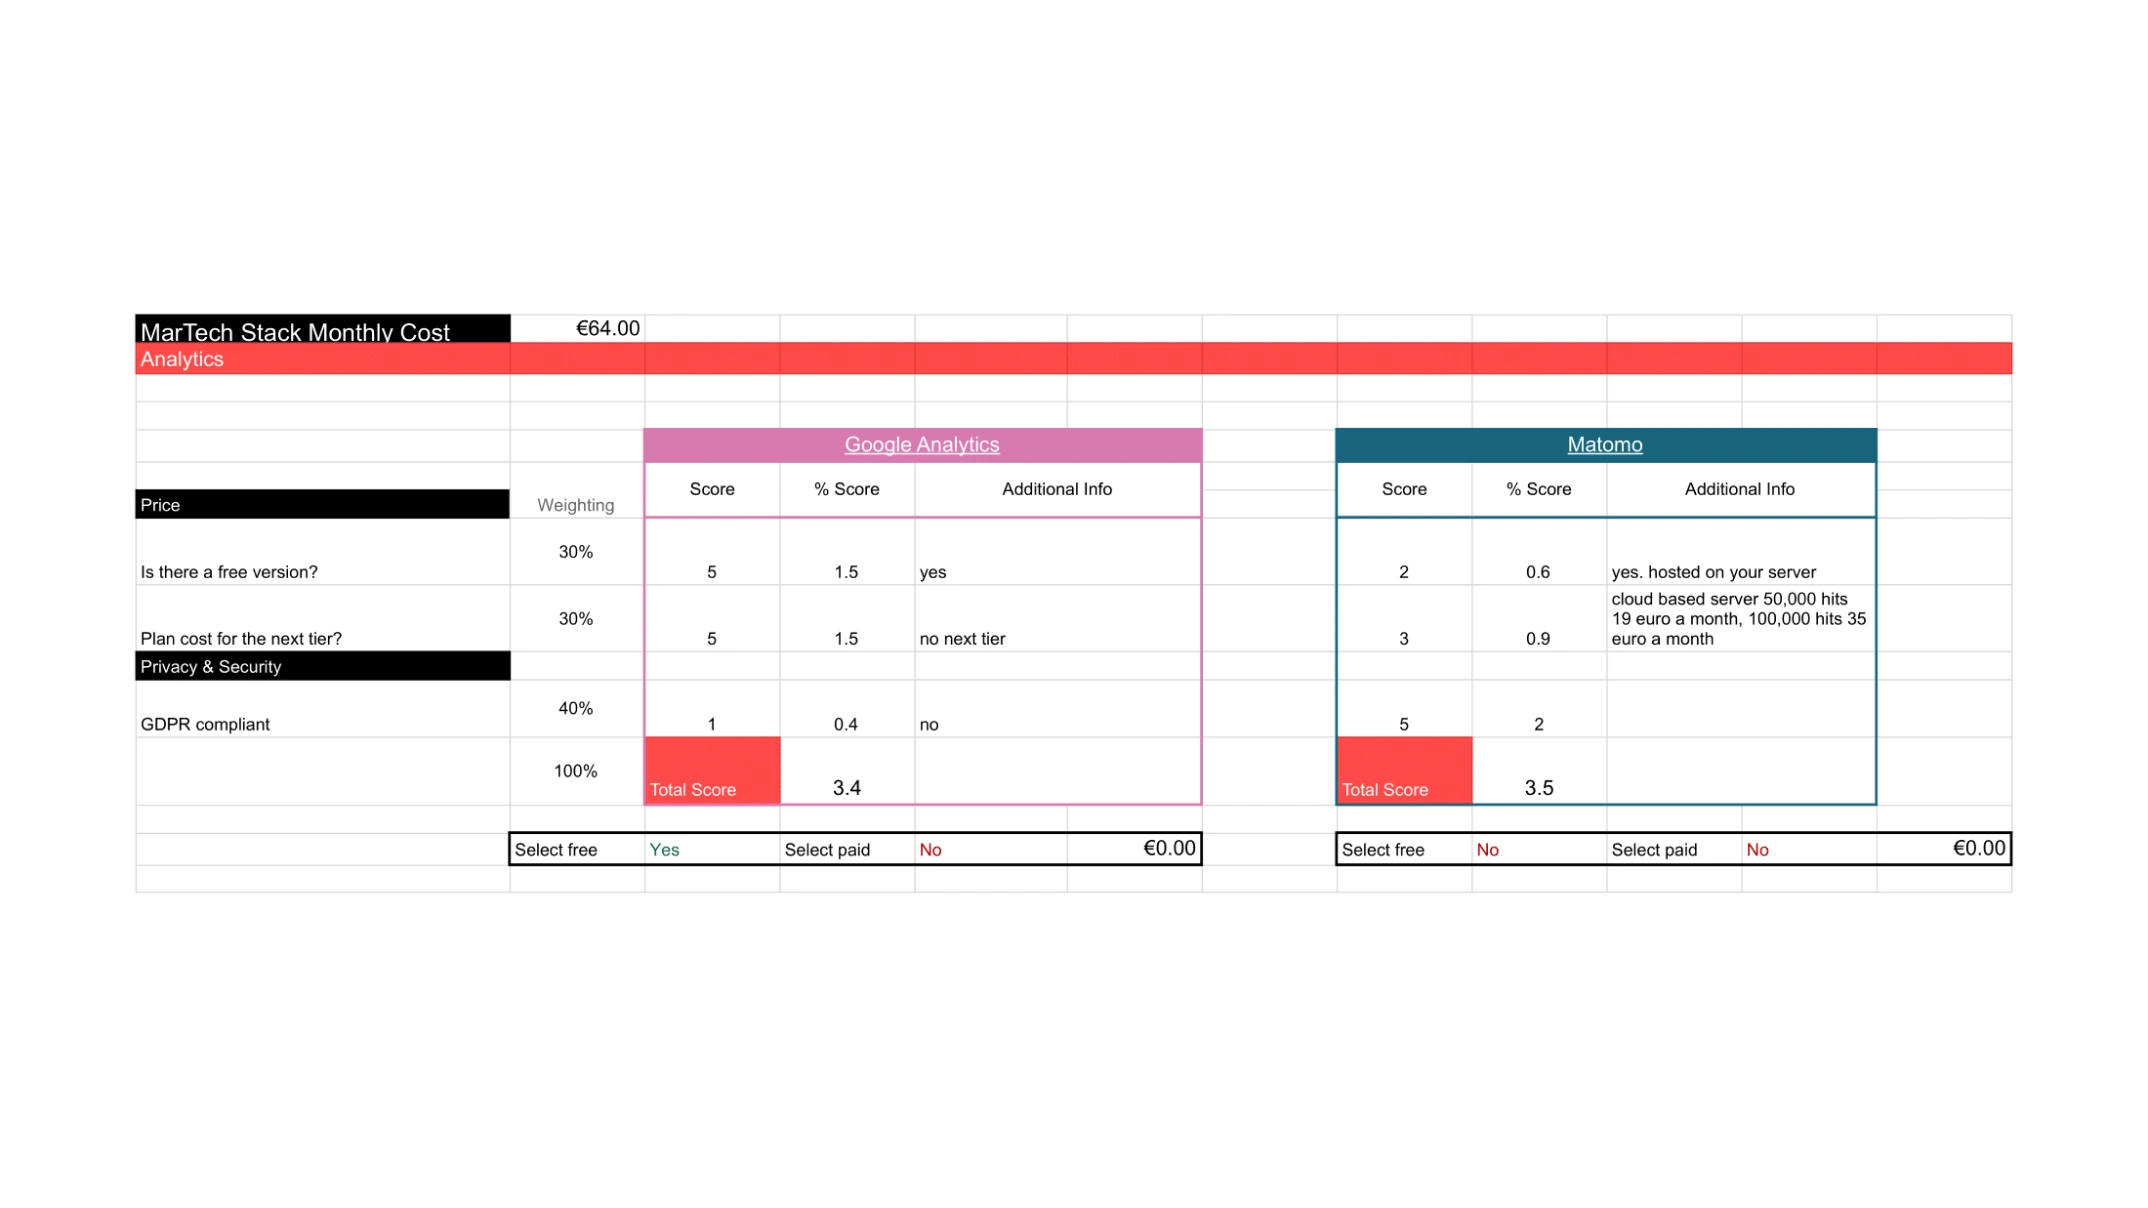 MarTech Stack Monthly Cost €64.00
Analytics
Google Analytics Matomo
Score % Score Additional Info Score % Score Additional Info
Price Weighting
30%
Is there a free version? 5 1.5 yes 2 0.6 yes. hosted on your server
cloud based server 50,000 hits
30% 19 euro a month, 100,000 hits 35
Plan cost for the next tier? 5 1.5 no next tier 3 0.9 euro a month
Privacy & Security
40%
GDPR compliant 1 0.4 no 5 2
100%
Total Score 3.4 Total Score 3.5
Select free Yes Select paid No €0.00 Select free No Select paid No €0.00